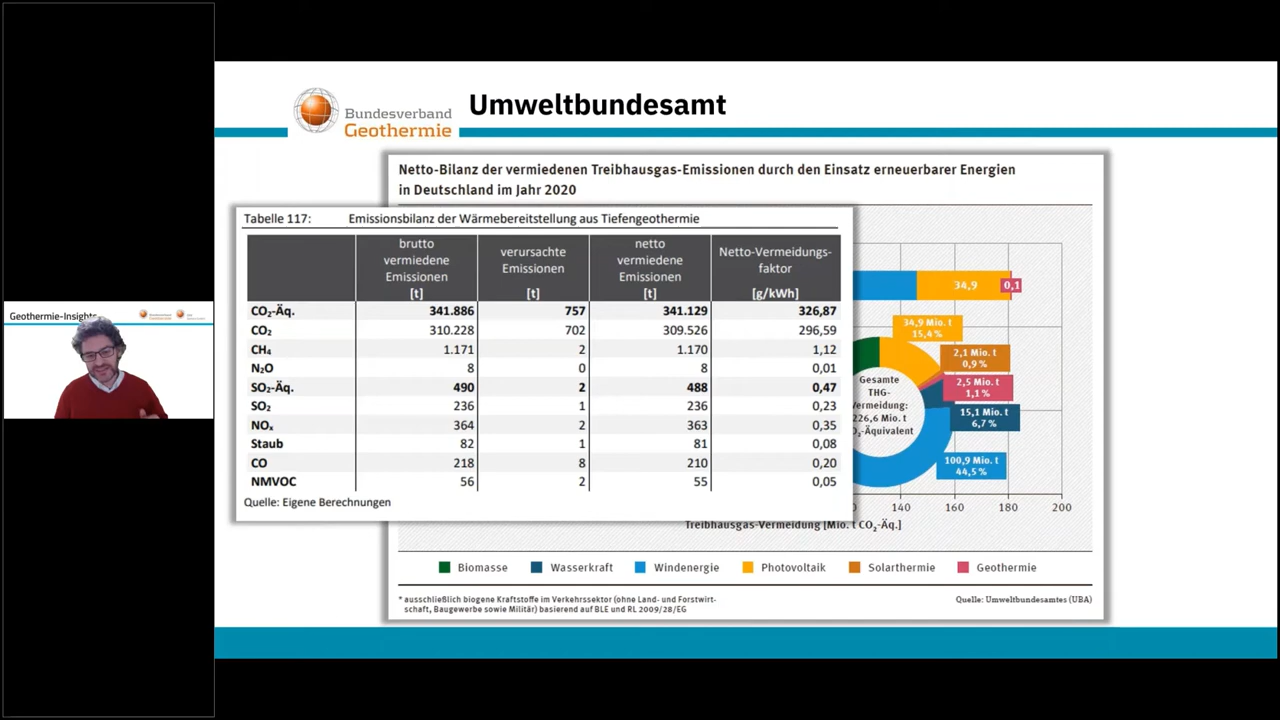 Geothermie-Insights
Bundesverband
Geothermie
Umweltbundesamt
Netto-Bilanz der vermiedenen Treibhausgas-Emissionen durch den Einsatz erneuerbarer Energien
in Deutschland im Jahr 2020
Tabelle 117: Emissionsbilanz der Wärmebereitstellung aus Tiefengeothermie
brutto vermiedene Emissionen [t] verursachte Emissionen [t] netto vermiedene Emissionen [t] Netto-Vermeidungs-faktor [g/kWh]
CO₂-Äq. 341.886 757 341.129 326,87
CO₂ 310.228 702 309.526 296,59
CH₄ 1.171 2 1.170 1,12
N₂O 8 0 8 0,01
SO₂-Äq. 490 2 488 0,47
SO₂ 236 1 236 0,23
NOₓ 364 2 363 0,35
Staub 82 1 81 0,08
CO 218 8 210 0,20
NMVOC 56 2 55 0,05
Quelle: Eigene Berechnungen
34,9 0,1
34,9 Mio. t
15,4 %
2,1 Mio. t
0,9 %
2,5 Mio. t
1,1 %
15,1 Mio. t
6,7 %
100,9 Mio. t
44,5 %
Gesamte
THG-
Vermeidung:
226,6 Mio. t
O₂-Äquivalent
0 140 160 180 200
Treibhausgas-Vermeidung [Mio. t CO₂-Äq.]
Biomasse Wasserkraft Windenergie Photovoltaik Solarthermie Geothermie
* ausschließlich biogene Kraftstoffe im Verkehrssektor (ohne Land- und Forstwirt-
schaft, Baugewerbe sowie Militär) basierend auf BLE und RL 2009/28/EG
Quelle: Umweltbundesamtes (UBA)